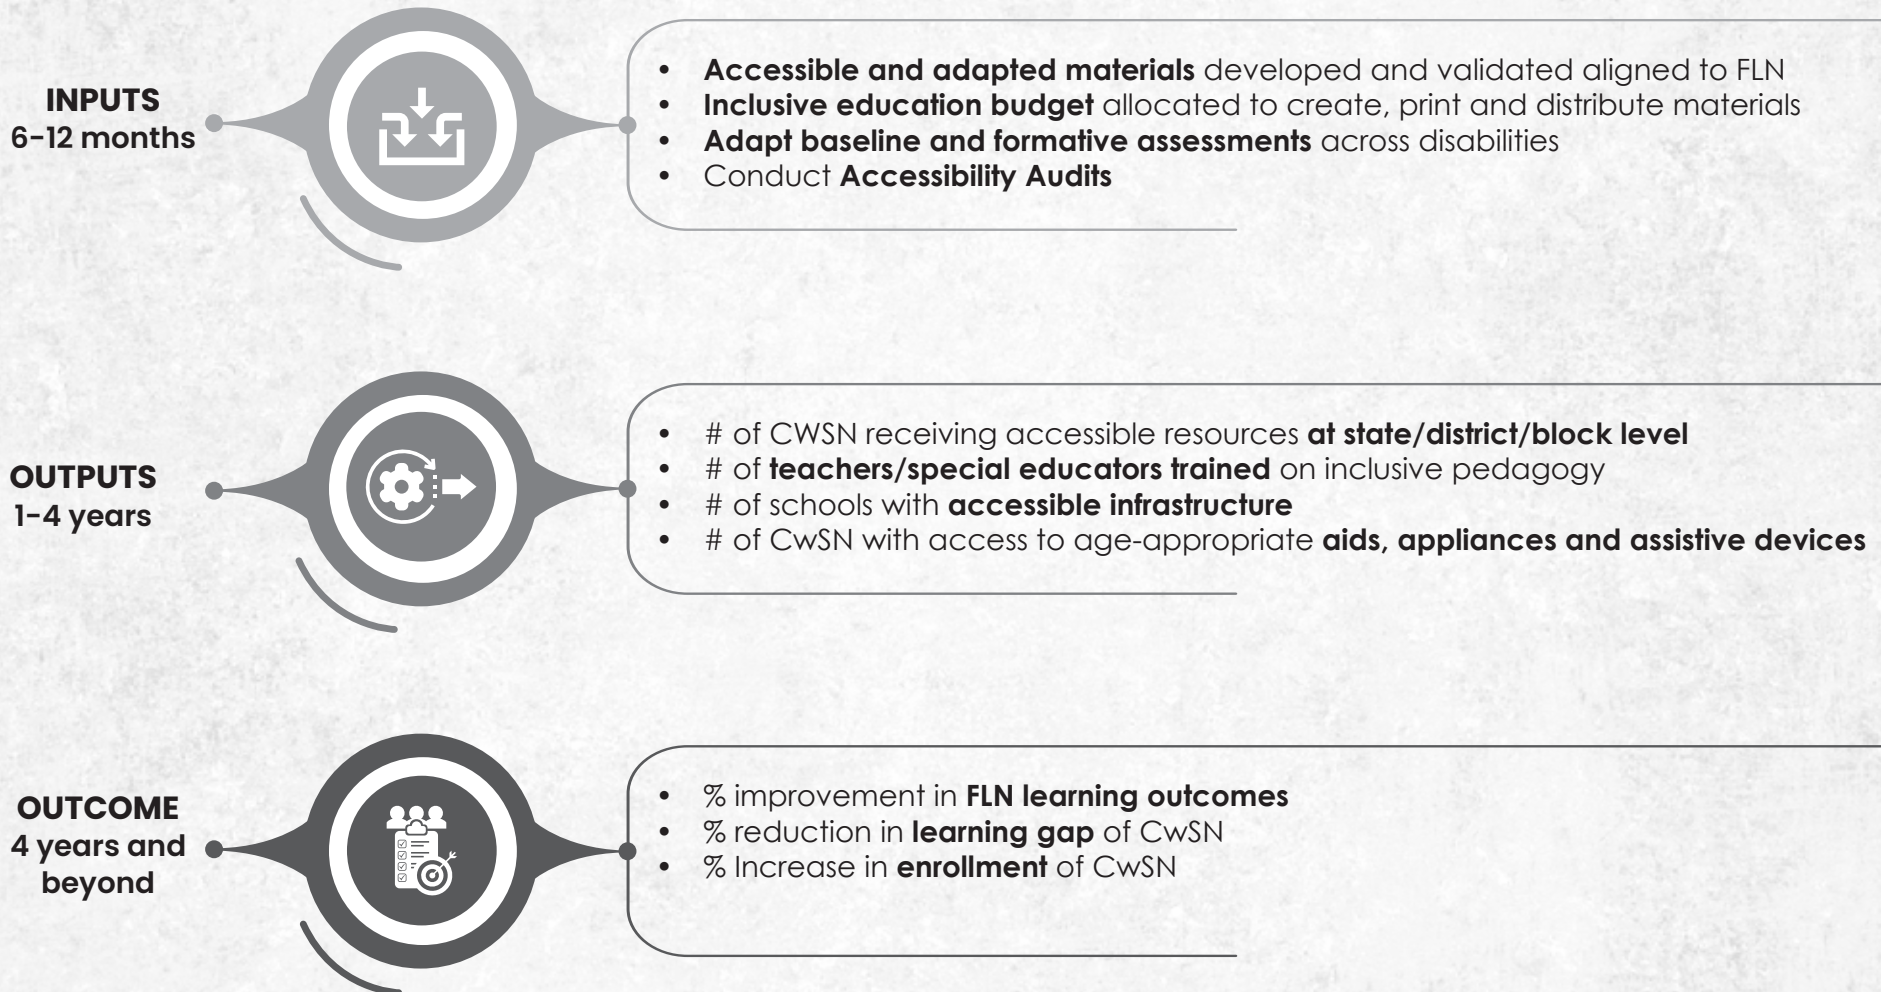 INPUTS
6-12 months
• Accessible and adapted materials developed and validated aligned to FLN
• Inclusive education budget allocated to create, print and distribute materials
• Adapt baseline and formative assessments across disabilities
• Conduct Accessibility Audits
OUTPUTS
1-4 years
• # of CWSN receiving accessible resources at state/district/block level
• # of teachers/special educators trained on inclusive pedagogy
• # of schools with accessible infrastructure
• # of CwSN with access to age-appropriate aids, appliances and assistive devices
OUTCOME
4 years and
beyond
• % improvement in FLN learning outcomes
• % reduction in learning gap of CwSN
• % Increase in enrollment of CwSN